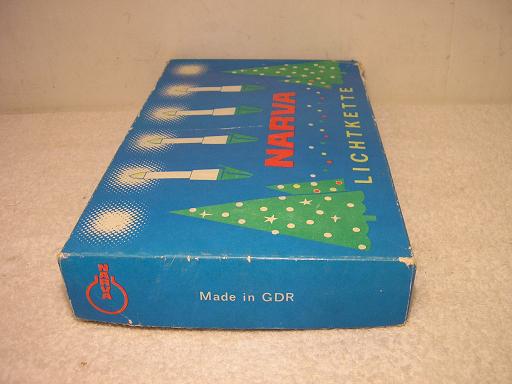 NARVA
LICHTKETTE
NARVA
Made in GDR